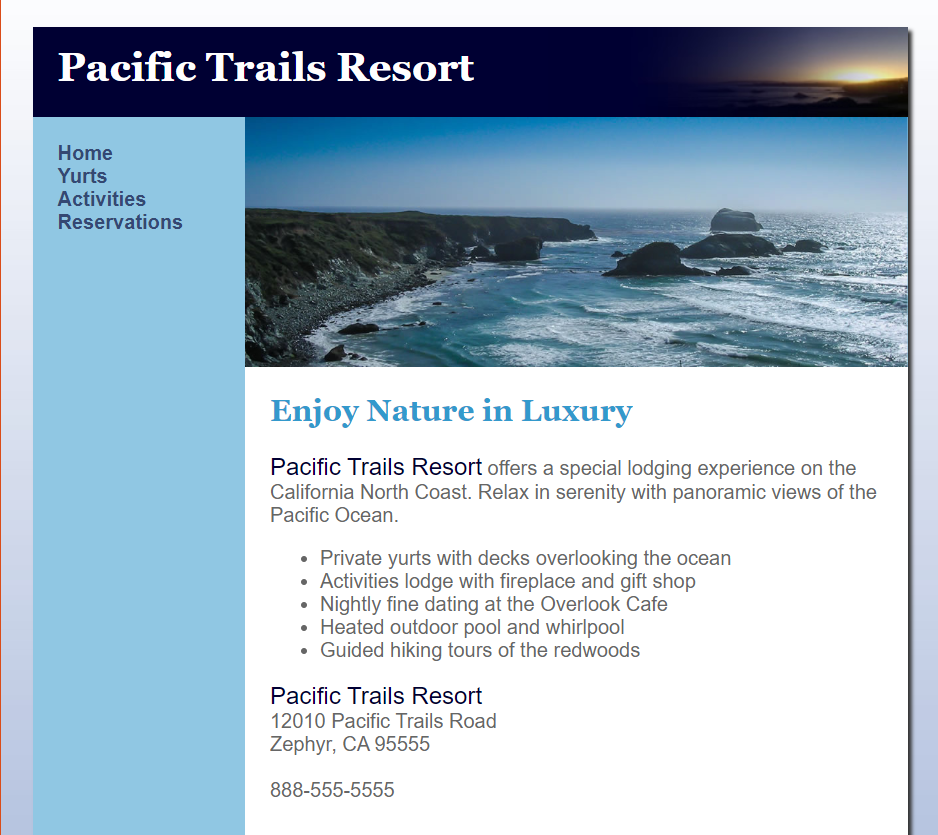 Pacific Trails Resort
Home
Yurts
Activities
Reservations
Enjoy Nature in Luxury
Pacific Trails Resort offers a special lodging experience on the
California North Coast. Relax in serenity with panoramic views of the
Pacific Ocean.
• Private yurts with decks overlooking the ocean
• Activities lodge with fireplace and gift shop
• Nightly fine dating at the Overlook Cafe
• Heated outdoor pool and whirlpool
• Guided hiking tours of the redwoods
Pacific Trails Resort
12010 Pacific Trails Road
Zephyr, CA 95555
888-555-5555